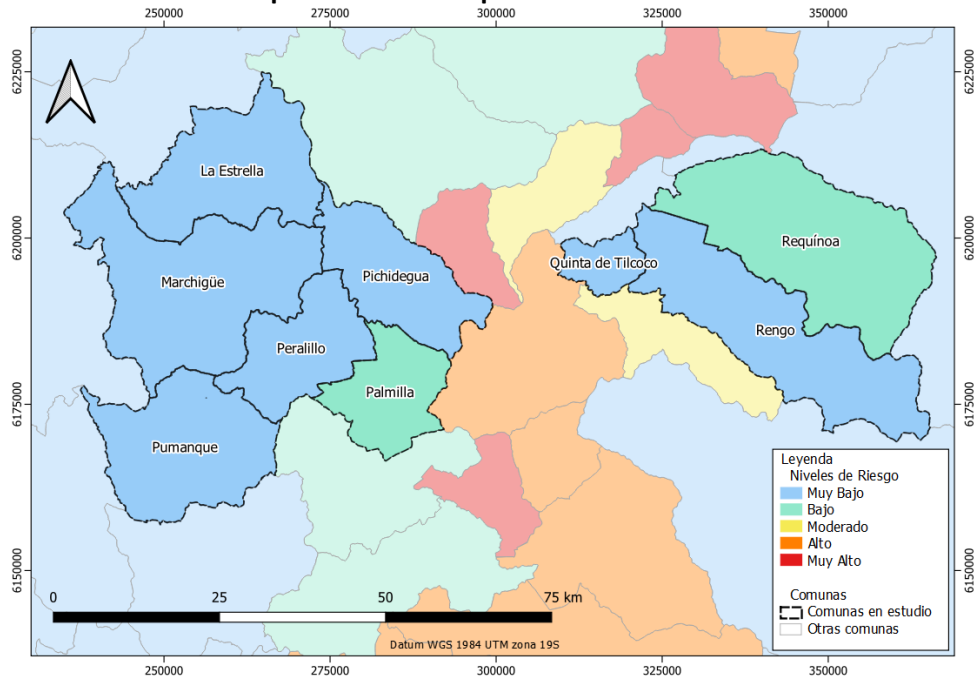 250000 275000 300000 325000 350000
6225000 6225000
La Estrella
6200000 6200000
Requínoa
Quinta de Tilcoco
Pichidegua
Marchigüe
Rengo
Peralillo
Palmilla
6175000 6175000
Pumanque
Leyenda
Niveles de Riesgo
Muy Bajo
Bajo
Moderado
Alto
Muy Alto
6150000 6150000
Comunas
Comunas en estudio
Otras comunas
0 25 50 75 km
Datum WGS 1984 UTM zona 19S
250000 275000 300000 325000 350000